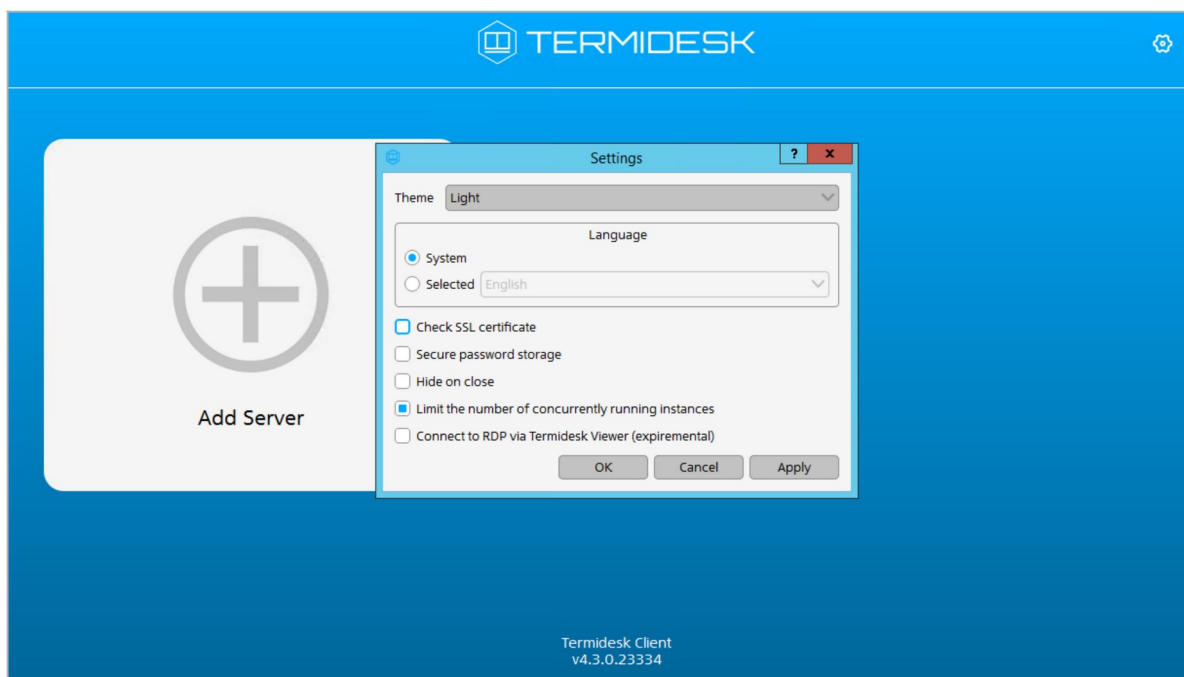 TERMIDESK
Settings
?
x
Theme Light
Language
System
Selected English
Check SSL certificate
Secure password storage
Hide on close
Limit the number of concurrently running instances
Connect to RDP via Termidesk Viewer (expiremental)
OK Cancel Apply
Add Server
Termidesk Client
v4.3.0.23334